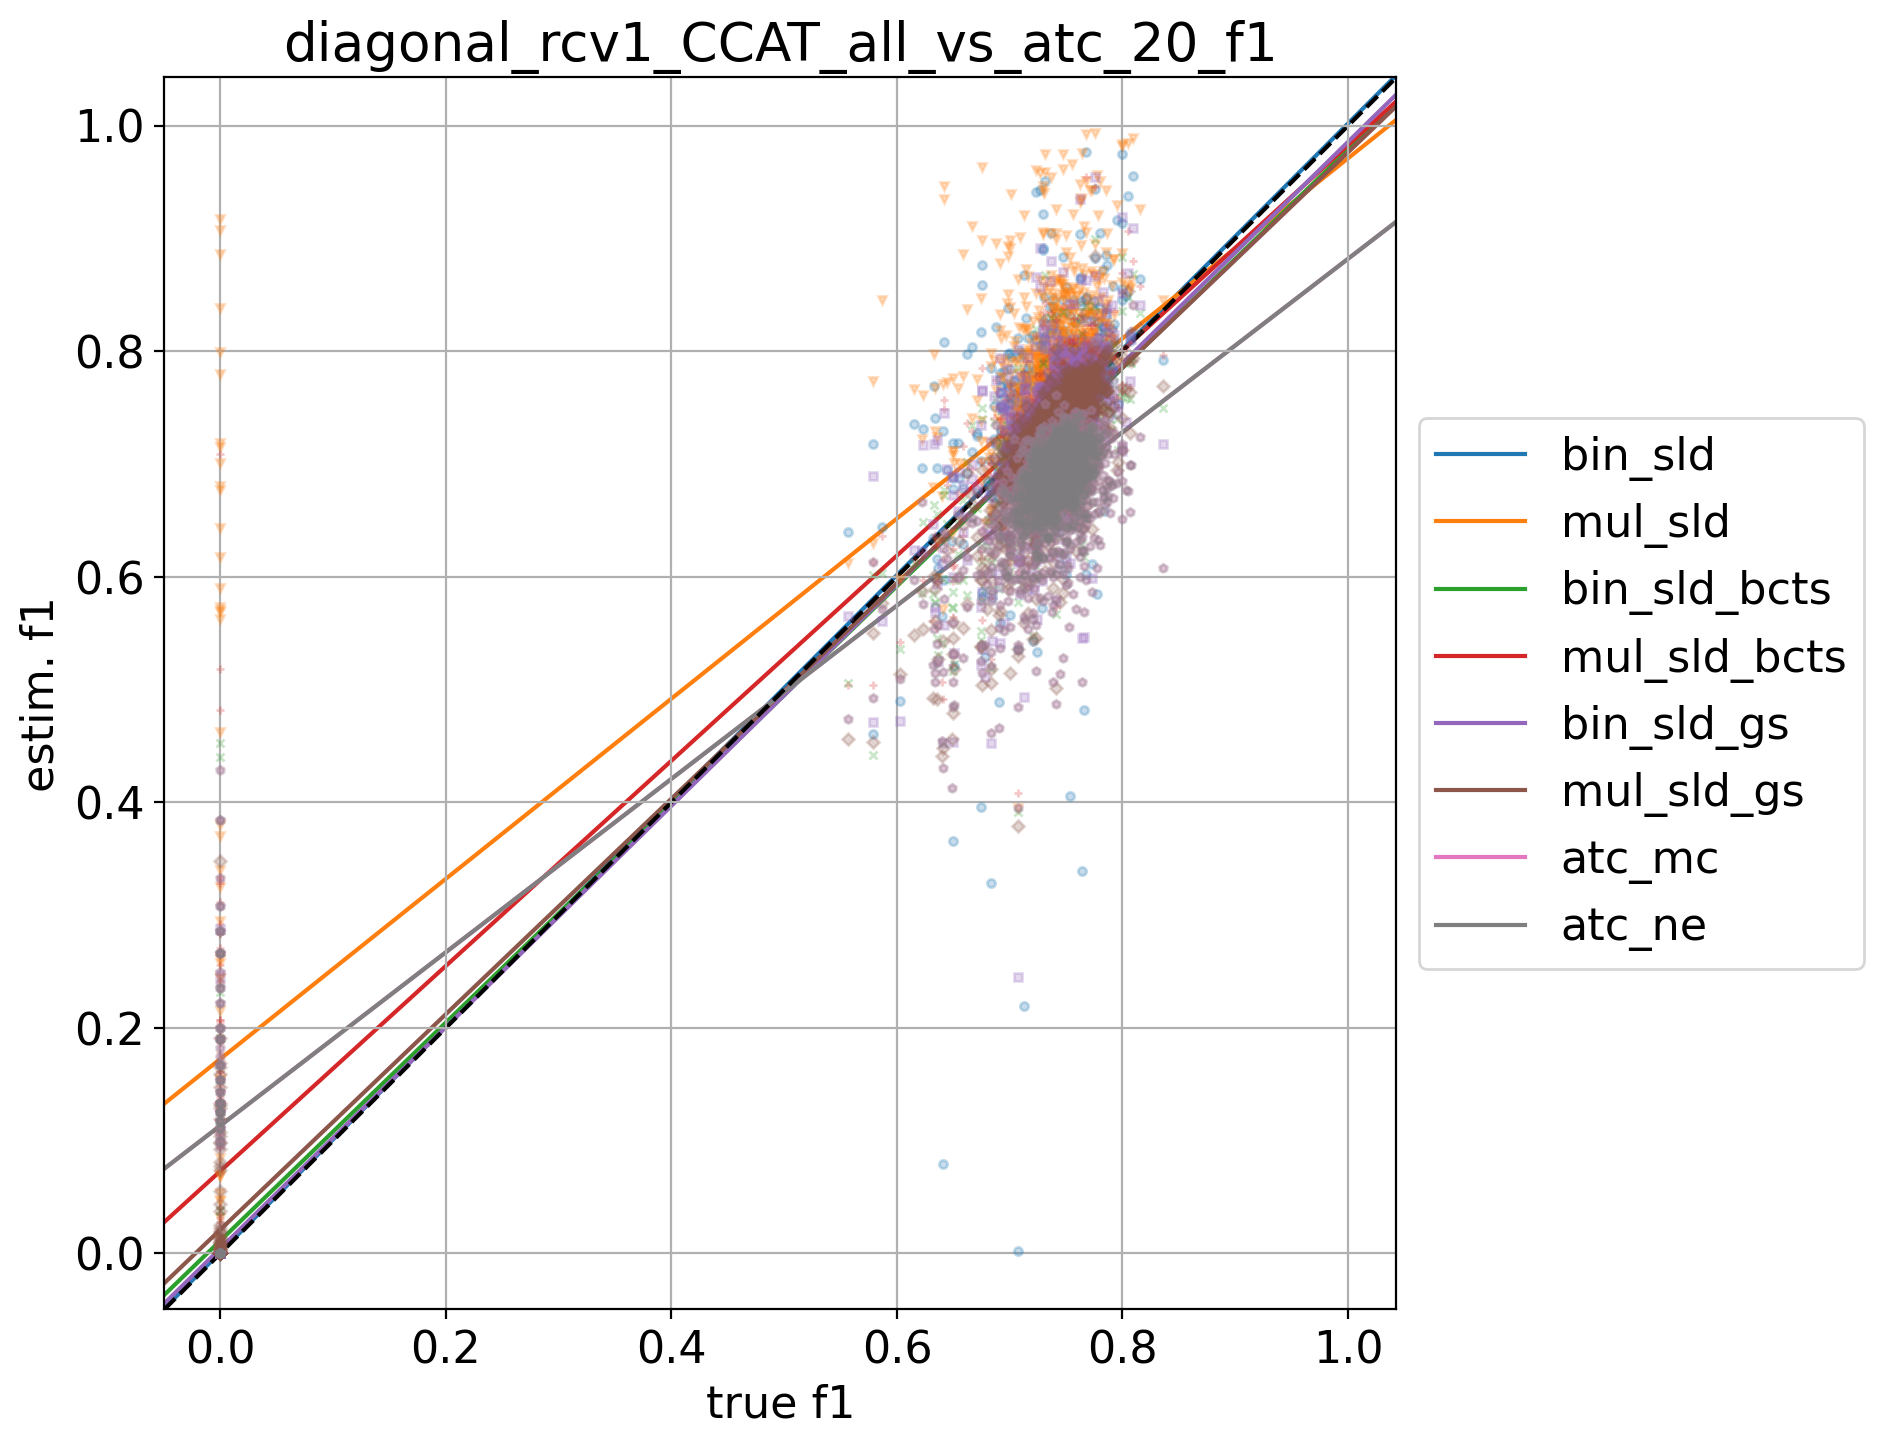 diagonal_rcv1_CCAT_all_vs_atc_20_f1
1.0
0.8
0.6
0.4
0.2
0.0
estim. f1
0.0 0.2 0.4 0.6 0.8 1.0
true f1
bin_sld
mul_sld
bin_sld_bcts
mul_sld_bcts
bin_sld_gs
mul_sld_gs
atc_mc
atc_ne